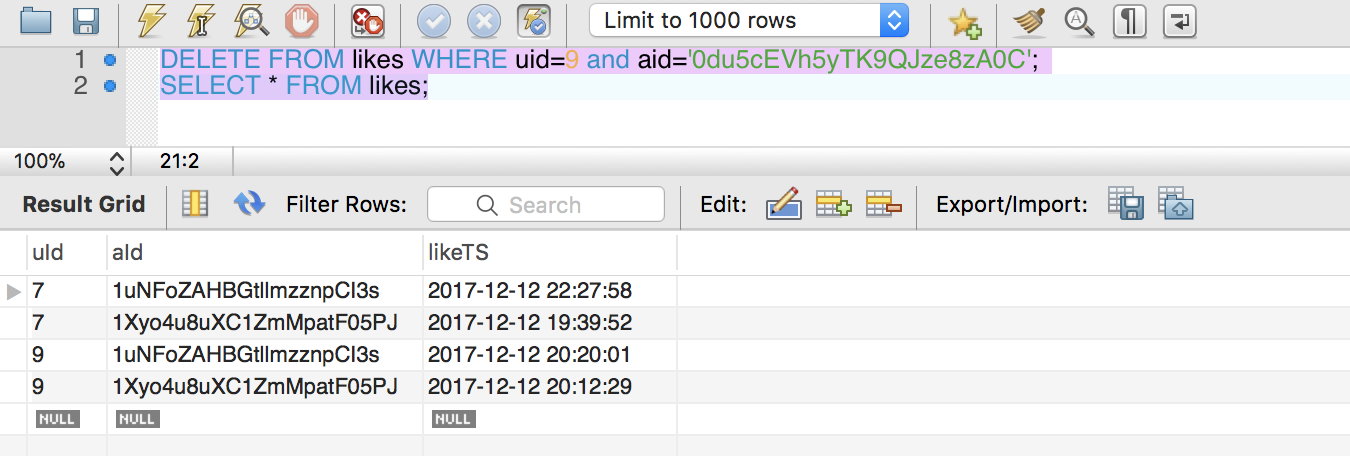 Limit to 1000 rows
1 DELETE FROM likes WHERE uid=9 and aid='0du5cEVh5yTK9QJze8zA0C';
2 SELECT * FROM likes;
100% 21:2
Result Grid Filter Rows: Search Edit: Export/Import:
uId aId likeTS
7 1uNFoZAHBGtllmzznpCI3s 2017-12-12 22:27:58
7 1Xyo4u8uXC1ZmMpatF05PJ 2017-12-12 19:39:52
9 1uNFoZAHBGtllmzznpCI3s 2017-12-12 20:20:01
9 1Xyo4u8uXC1ZmMpatF05PJ 2017-12-12 20:12:29
NULL NULL NULL